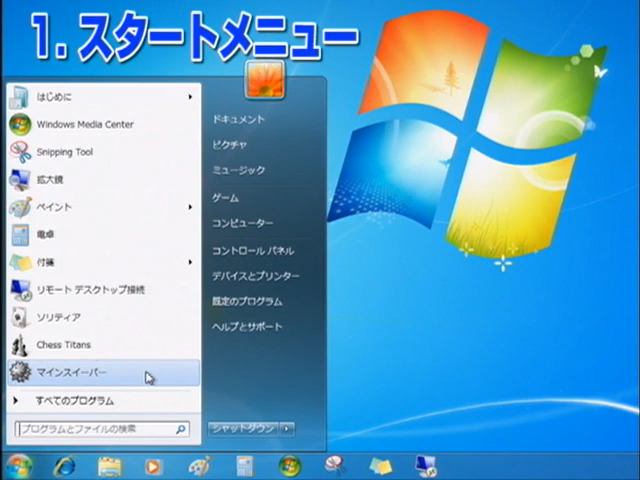 1. スタートメニュー
はじめに
Windows Media Center
Snipping Tool
拡大鏡
ペイント
電卓
付箋
リモート デスクトップ接続
ソリティア
Chess Titans
マインスイーパー
すべてのプログラム
プログラムとファイルの検索
ドキュメント
ピクチャ
ミュージック
ゲーム
コンピューター
コントロール パネル
デバイスとプリンター
既定のプログラム
ヘルプとサポート
シャットダウン